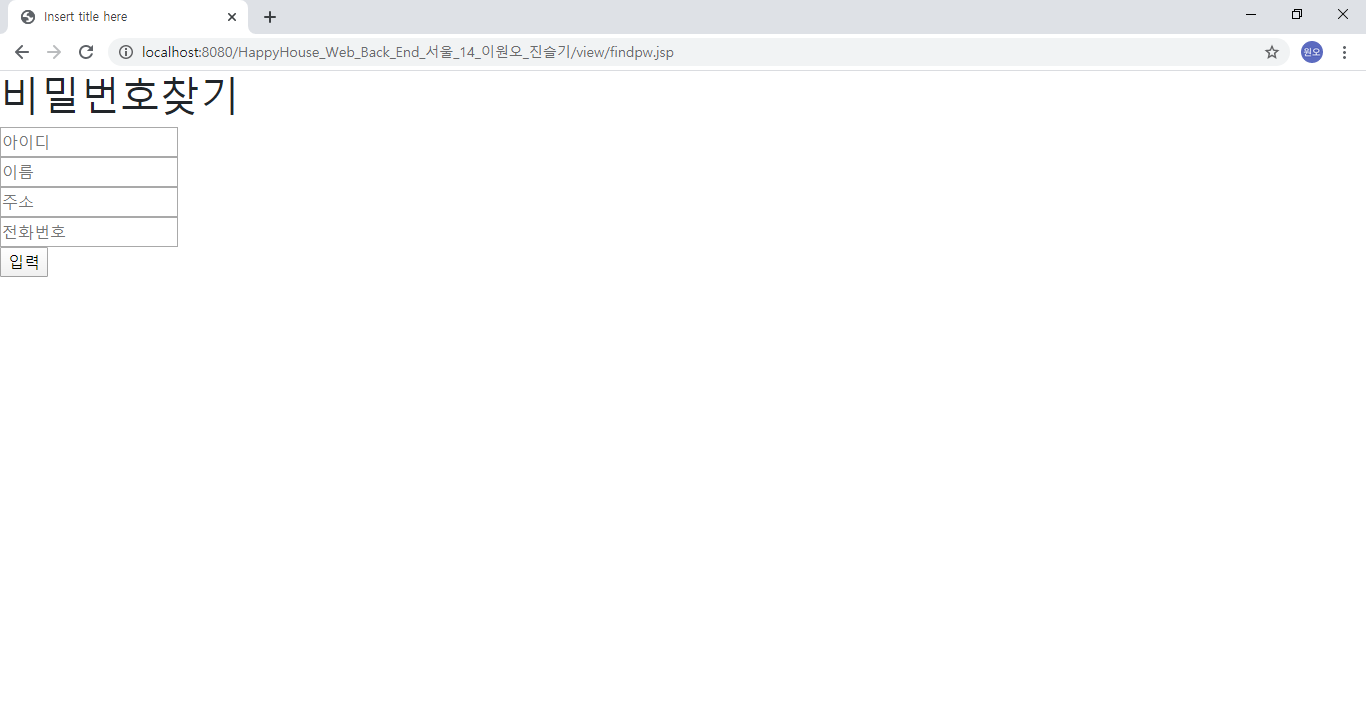 Insert title here
localhost:8080/HappyHouse_Web_Back_End_서울_14_이원오_진슬기/view/findpw.jsp
원오
비밀번호찾기
아이디
이름
주소
전화번호
입력